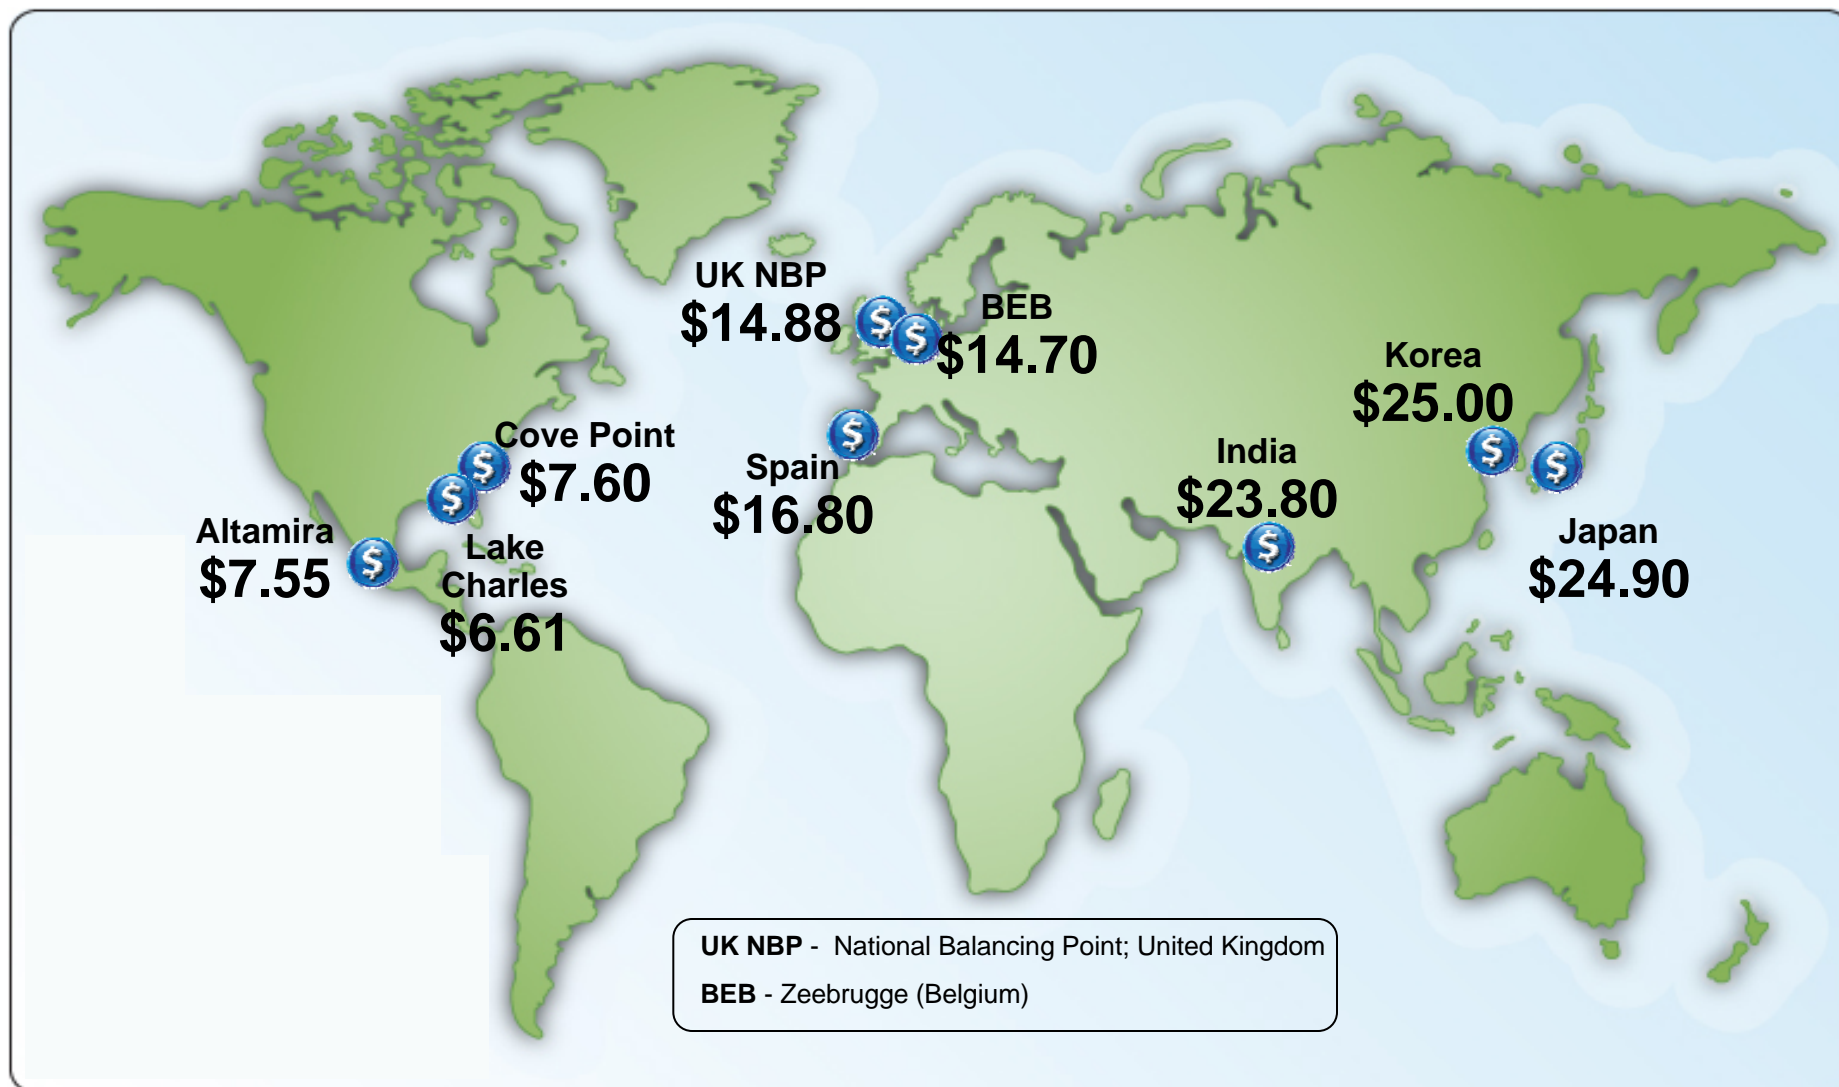 UK NBP
$14.88
BEB
$14.70
Korea
$25.00
Cove Point
$7.60
Spain
$16.80
India
$23.80
Altamira
$7.55
Lake
Charles
$6.61
Japan
$24.90
UK NBP - National Balancing Point; United Kingdom
BEB - Zeebrugge (Belgium)